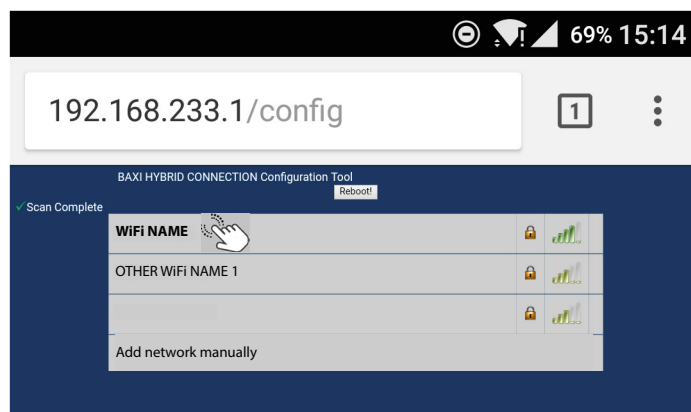 69% 15:14
192.168.233.1/config
1
BAXI HYBRID CONNECTION Configuration Tool
Reboot!
✓Scan Complete
WiFi NAME
OTHER WiFi NAME 1
Add network manually